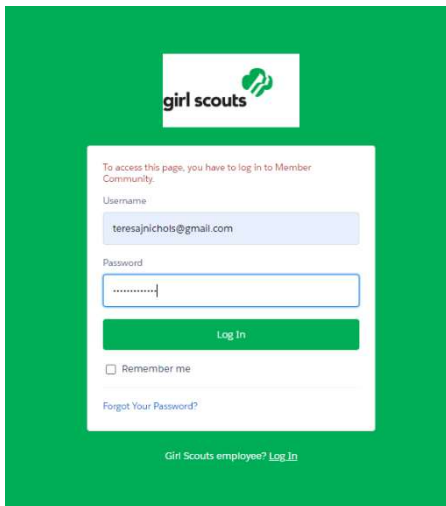 girl scouts
To access this page, you have to log in to Member
Community.
Username
teresajnichols@gmail.com
Password
•••••••••••••
Log In
Remember me
Forgot Your Password?
Girl Scouts employee? Log In